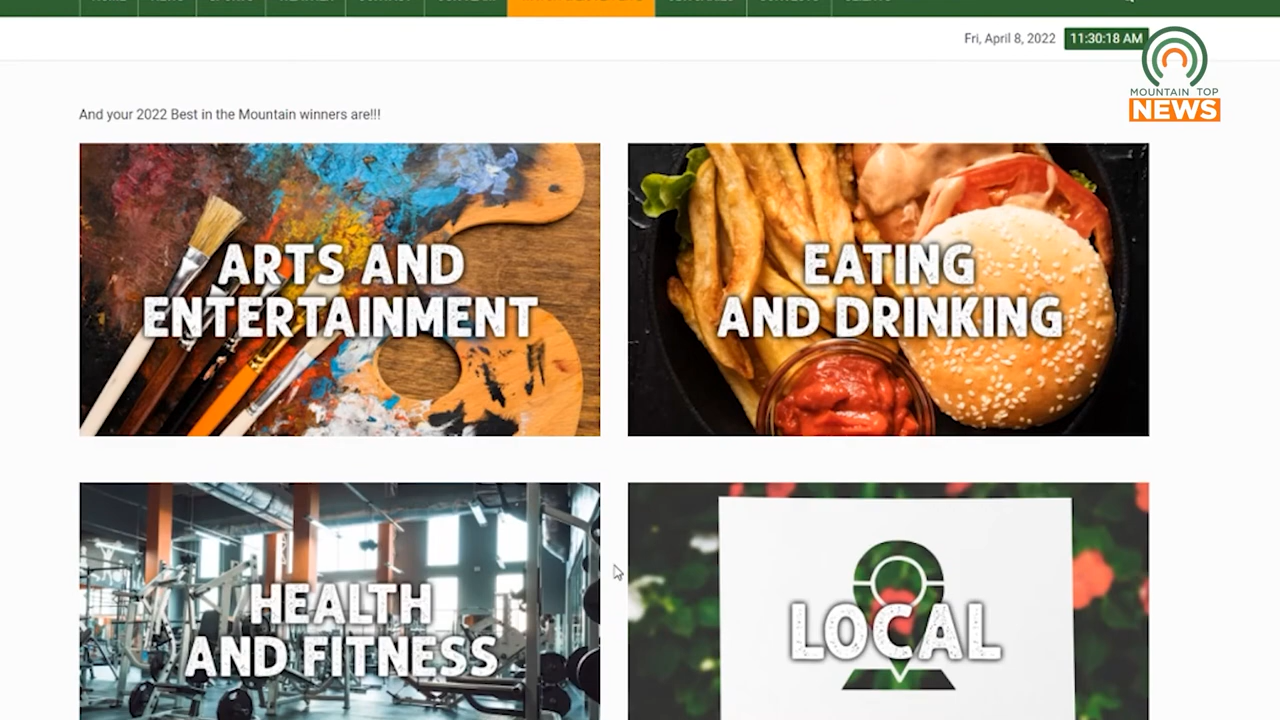 Fri, April 8, 2022 11:30:18 AM
MOUNTAIN TOP
NEWS
And your 2022 Best in the Mountain winners are!!!
ARTS AND
ENTERTAINMENT
EATING
AND DRINKING
HEALTH
AND FITNESS
LOCAL